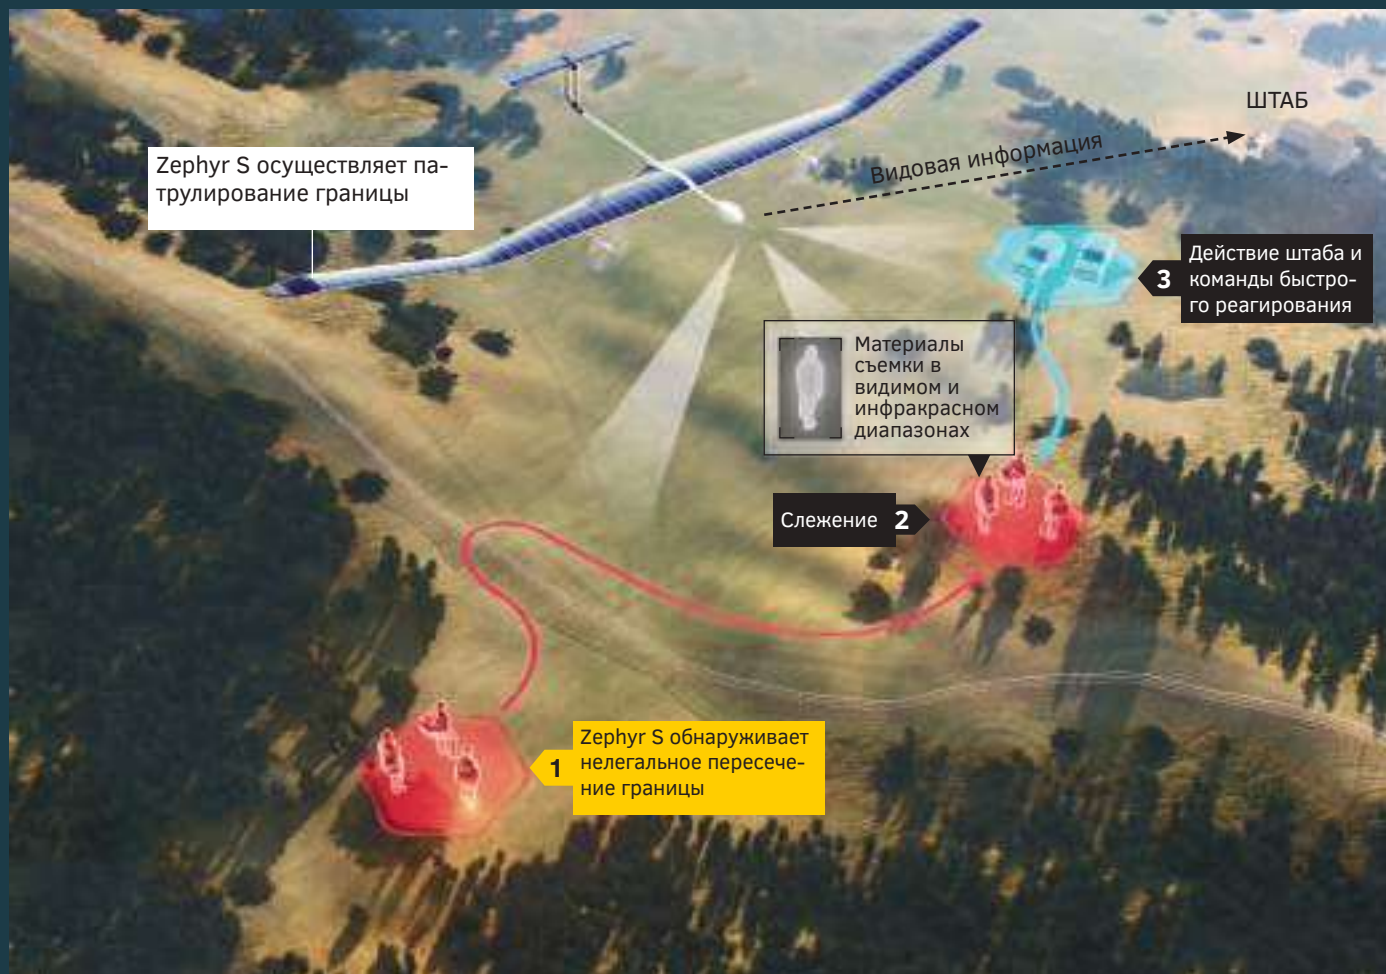 ШТАБ
Видовая информация
Zephyr S осуществляет па-
трулирование границы
3
Действие штаба и
команды быстро-
го реагирования
Материалы
съемки в
видимом и
инфракрасном
диапазонах
Слежение 2
1
Zephyr S обнаруживает
нелегальное пересече-
ние границы